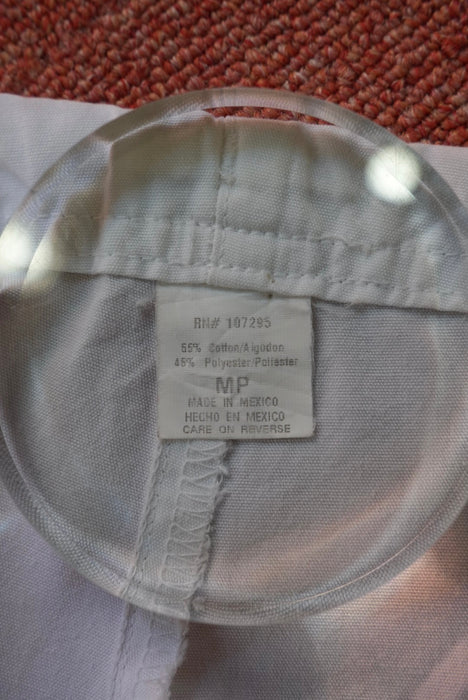 RN# 107295
55% Cotton/Algodon
45% Polyester/Poliester
MP
MADE IN MEXICO
HECHO EN MEXICO
CARE ON REVERSE